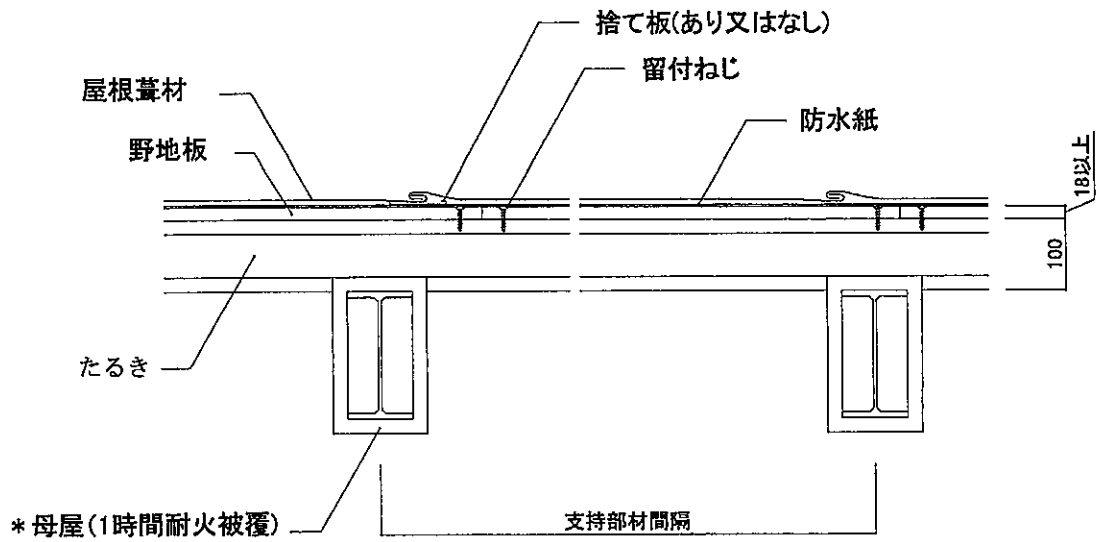 捨て板(あり又はなし)
留付ねじ
屋根葺材
防水紙
野地板
18以上
100
たるき
*母屋(1時間耐火被覆)
支持部材間隔